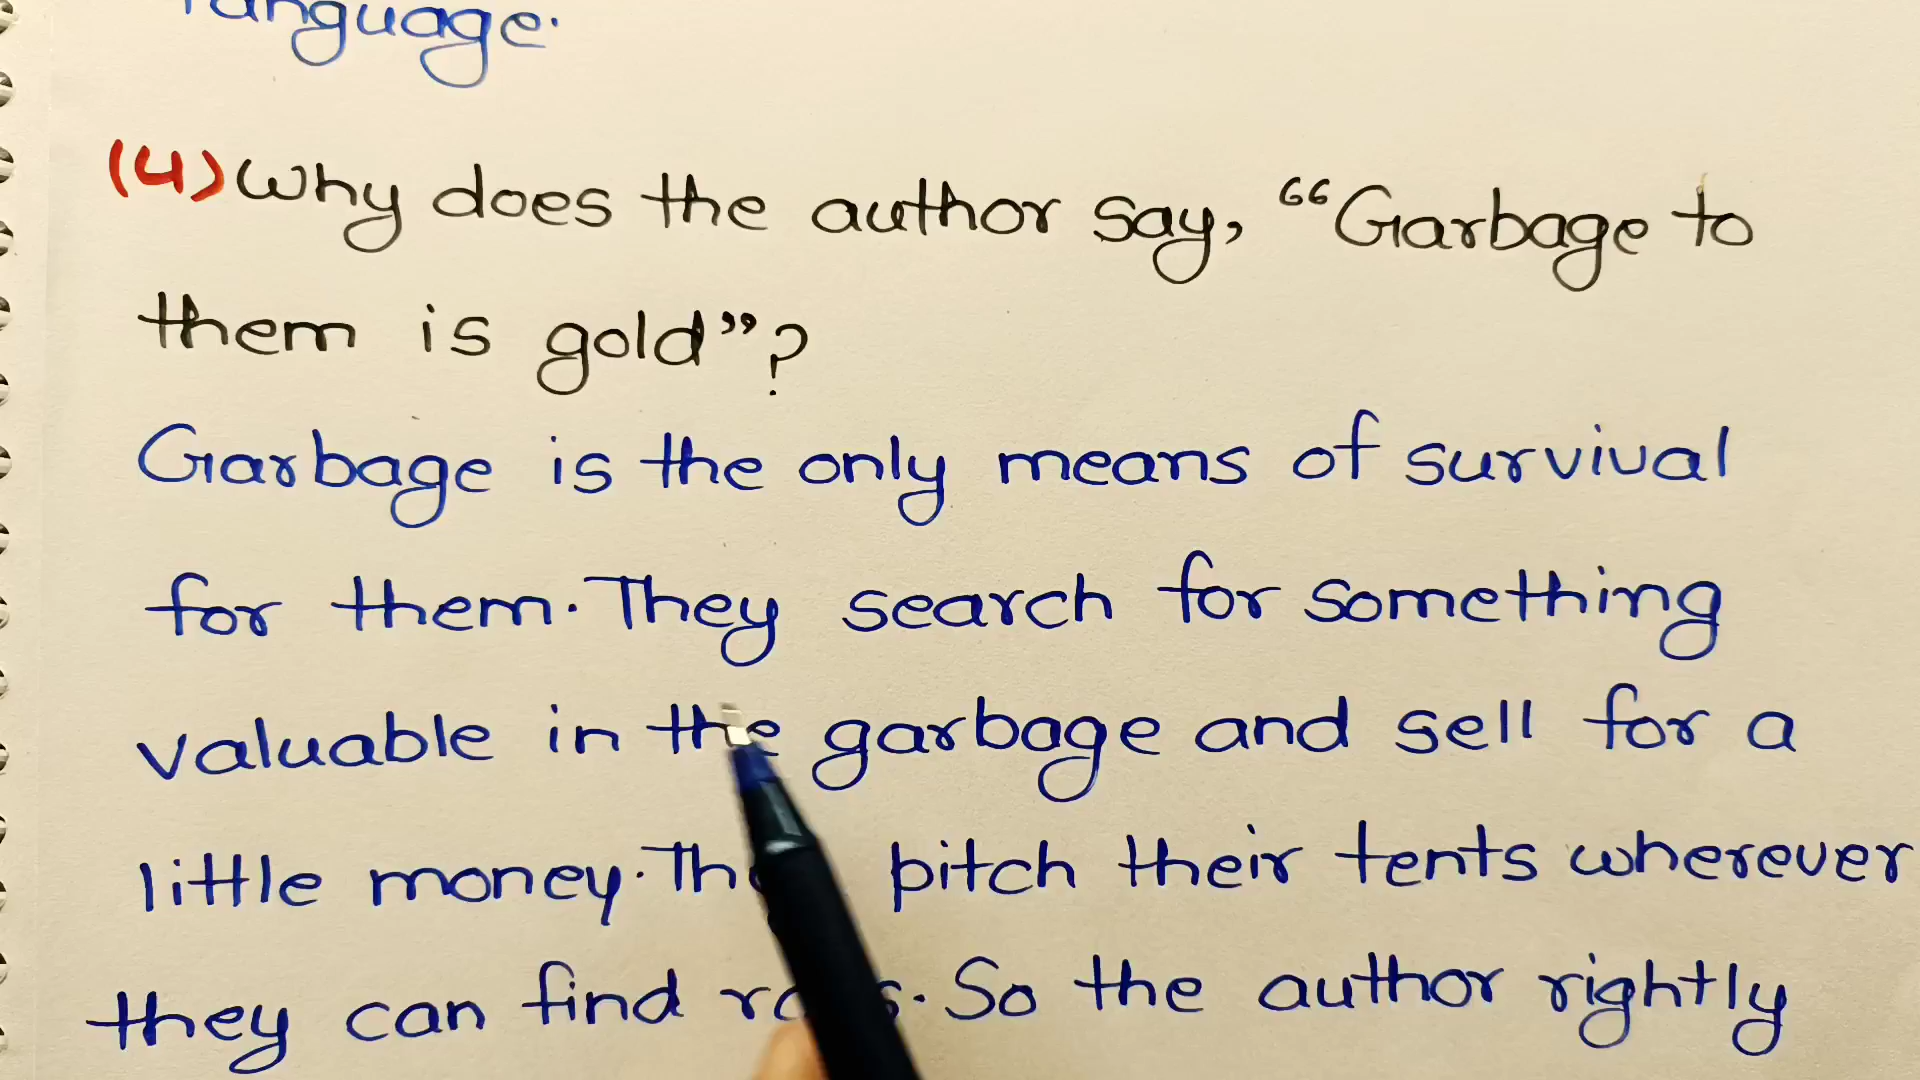 language.
(4) Why does the author say, “Garbage to
them is gold”?
Garbage is the only means of survival
for them. They search for something
valuable in the garbage and sell for a
little money. pitch their tents wherever
they can find So the author rightly